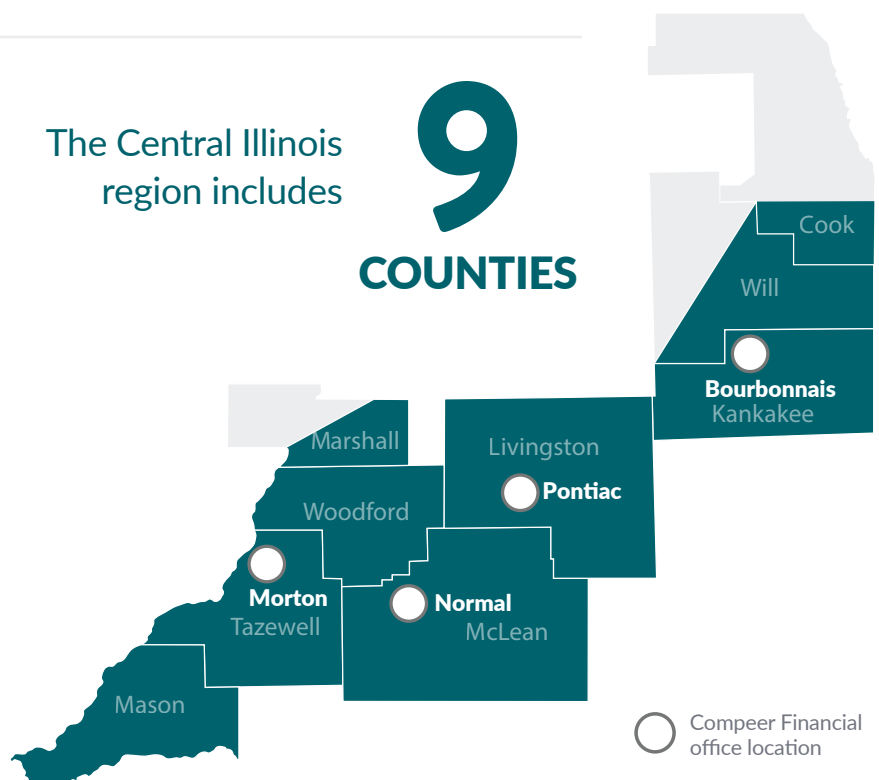 The Central Illinois
region includes
9
COUNTIES
Cook
Will
Bourbonnais
Kankakee
Marshall
Livingston
Pontiac
Woodford
Morton
Tazewell
Normal
McLean
Mason
Compeer Financial
office location